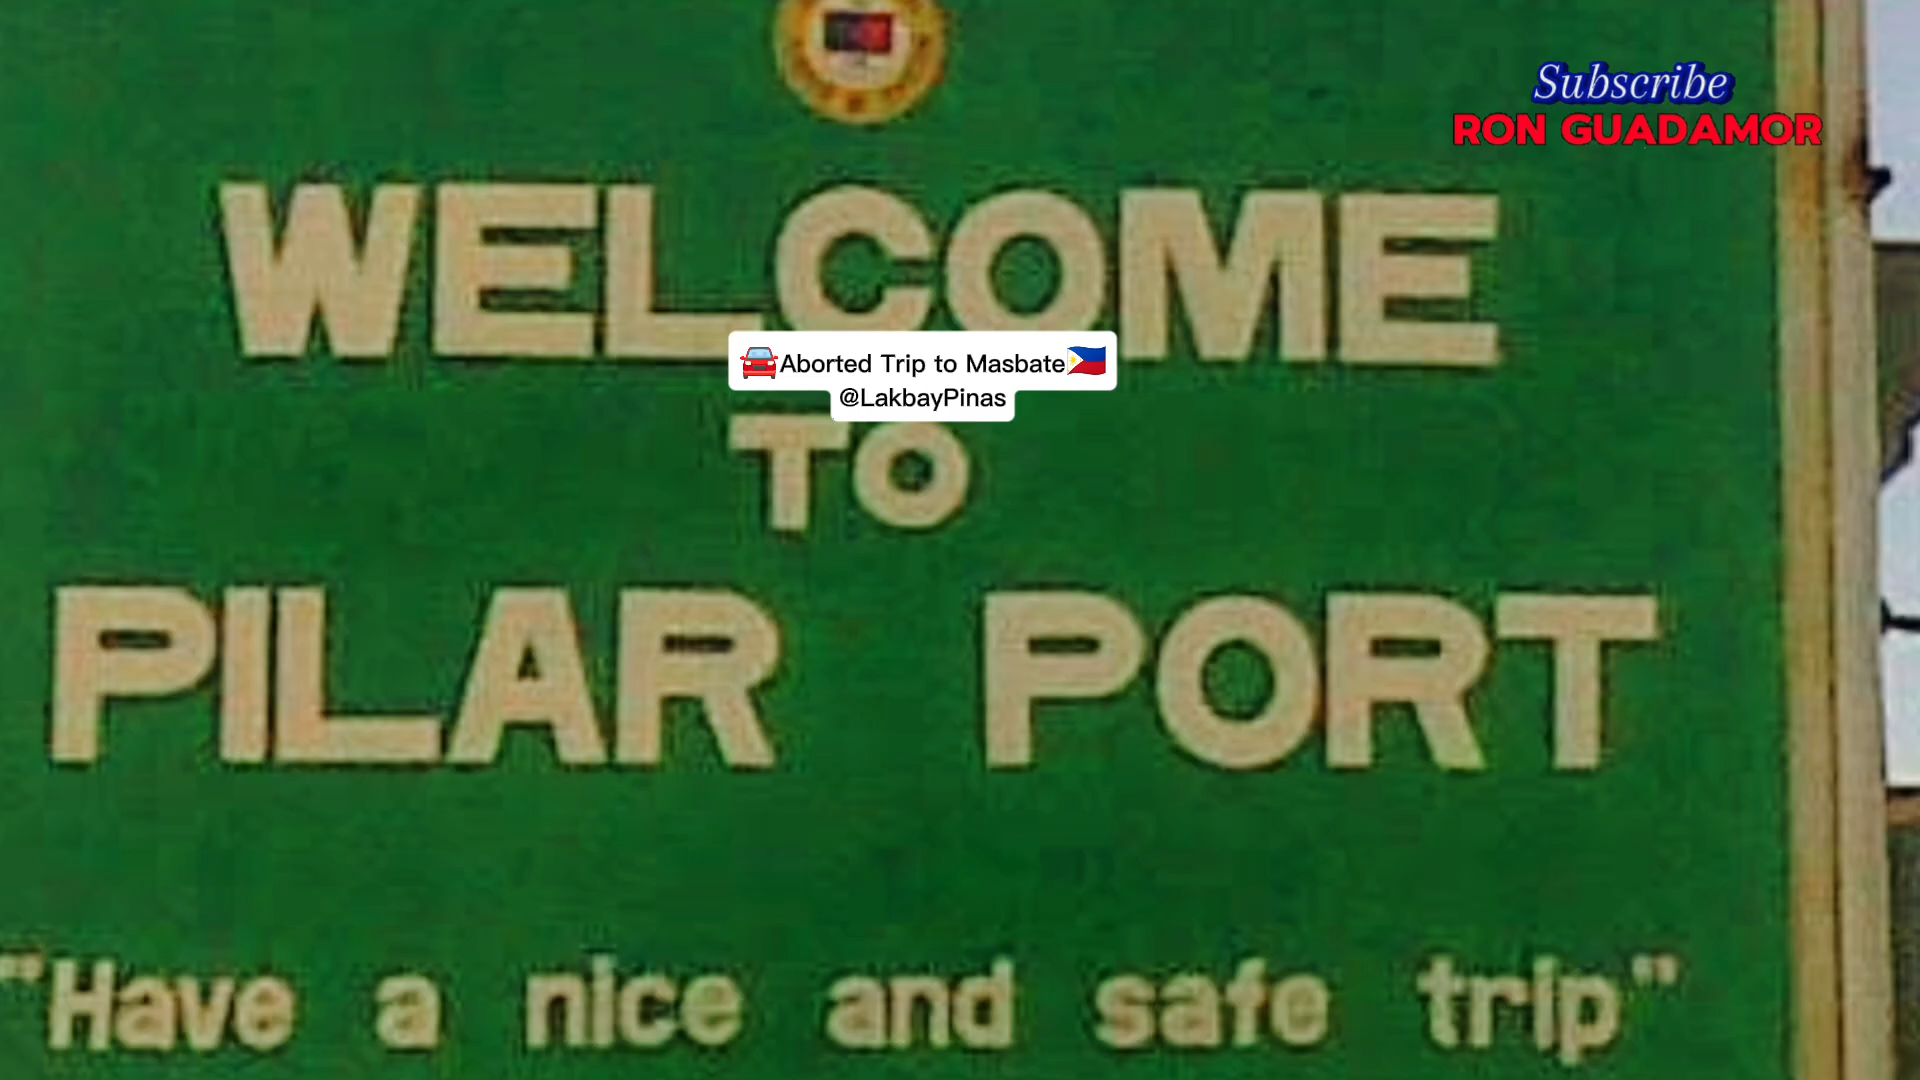 Subscribe
RON GUADAMOR
WELCOME
🚘Aborted Trip to Masbate🇵🇭
@LakbayPinas
TO
PILAR PORT
"Have a nice and safe trip"